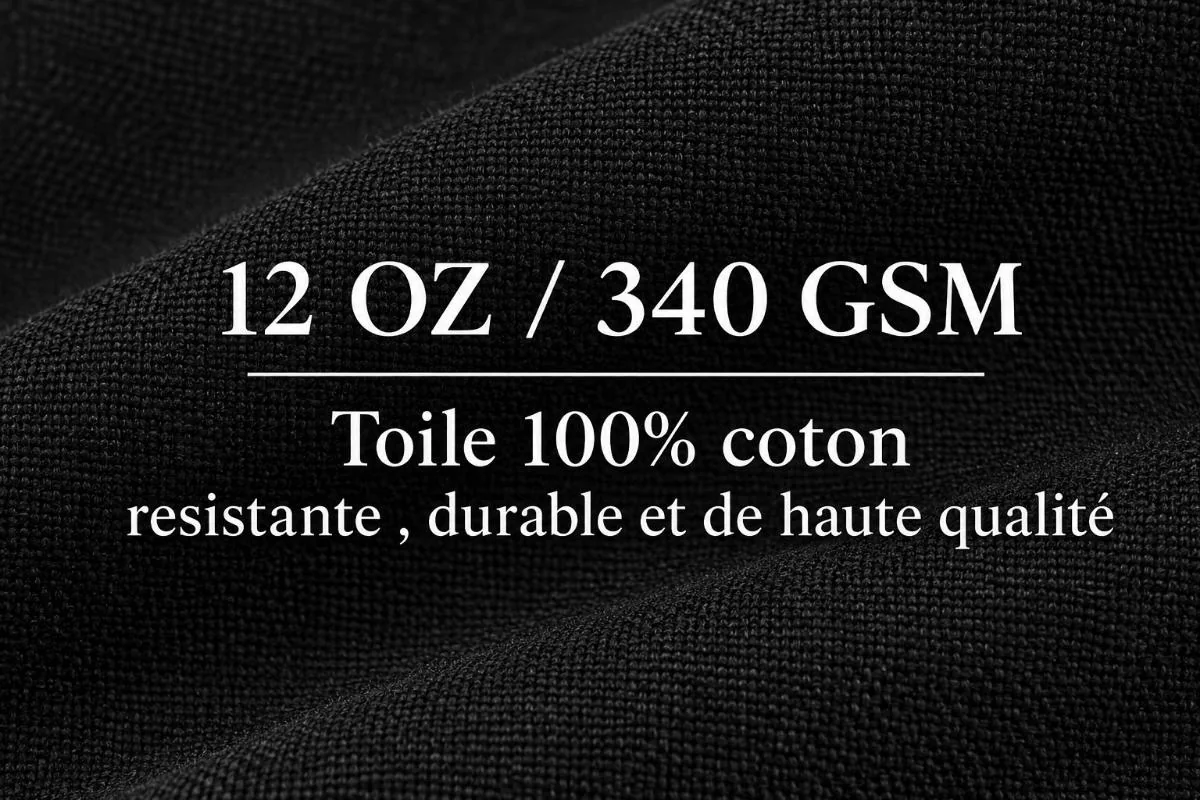 12 OZ / 340 GSM
Toile 100% coton
resistante , durable et de haute qualité